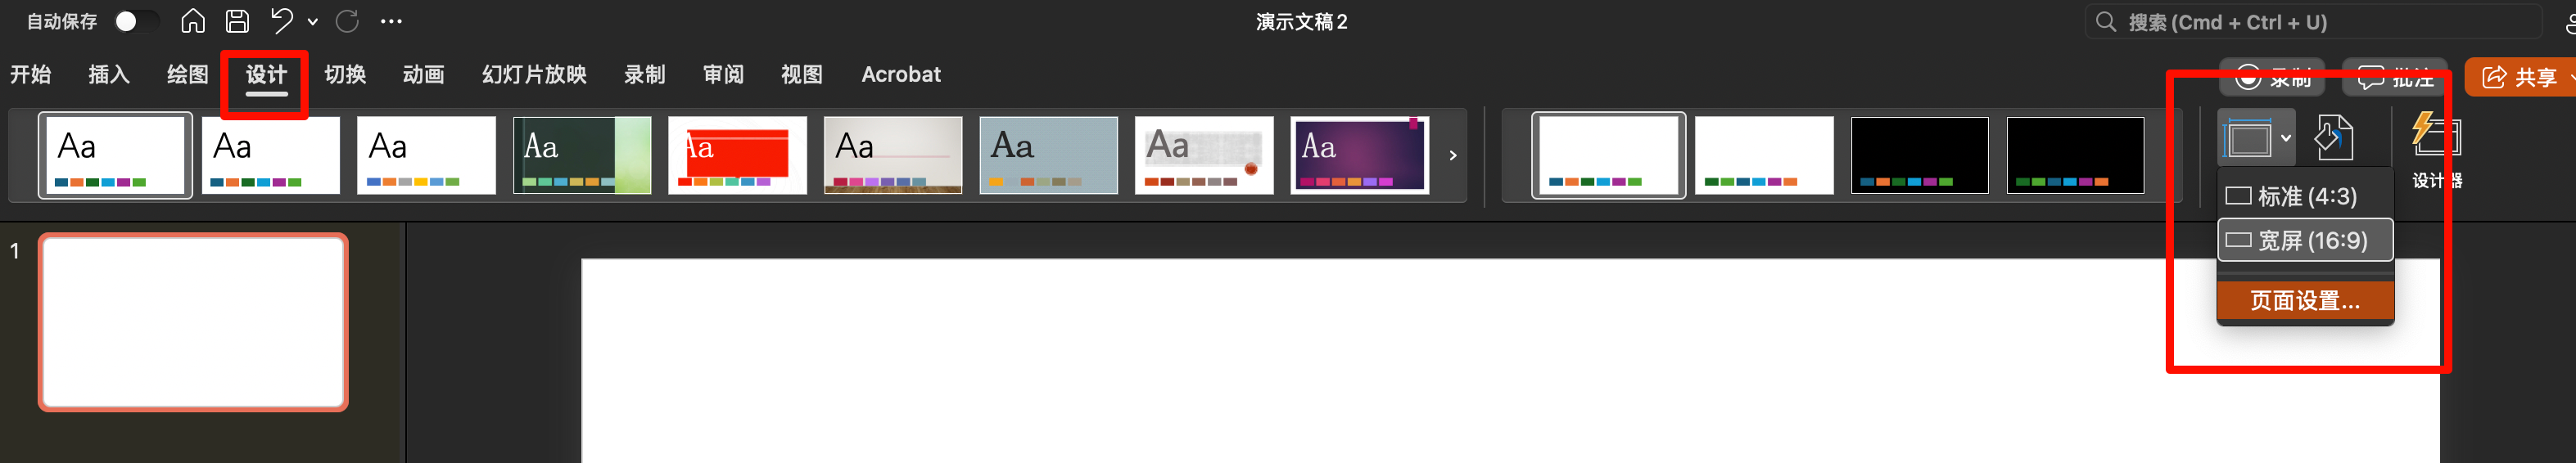 自动保存
演示文稿2
搜索 (Cmd + Ctrl + U)
开始 插入 绘图 设计 切换 动画 幻灯片放映 录制 审阅 视图 Acrobat
录制 批注 共享
Aa Aa Aa Aa Aa Aa Aa Aa Aa
设计器
标准 (4:3)
宽屏 (16:9)
页面设置...
1